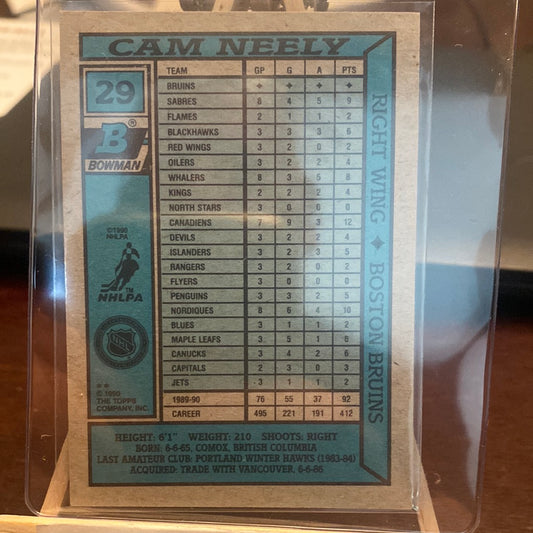 CAM NEELY
29
B®
BOWMAN
©1990
NHLPA
NHLPA™
NHL
**
© 1990
THE TOPPS
COMPANY, INC.
RIGHT WING ✦ BOSTON BRUINS
TEAM GP G A PTS
BRUINS ✦ ✦ ✦ ✦
SABRES 8 4 5 9
FLAMES 2 1 1 2
BLACKHAWKS 3 3 3 6
RED WINGS 3 2 0 2
OILERS 3 2 2 4
WHALERS 8 3 5 8
KINGS 2 2 2 4
NORTH STARS 3 0 0 0
CANADIENS 7 9 3 12
DEVILS 3 2 2 4
ISLANDERS 3 2 3 5
RANGERS 3 2 0 2
FLYERS 3 0 0 0
PENGUINS 3 3 2 5
NORDIQUES 8 6 4 10
BLUES 3 1 1 2
MAPLE LEAFS 3 5 1 6
CANUCKS 3 4 2 6
CAPITALS 3 2 1 3
JETS 3 1 1 2
1989-90 76 55 37 92
CAREER 495 221 191 412
HEIGHT: 6'1" WEIGHT: 210 SHOOTS: RIGHT
BORN: 6-6-65, COMOX, BRITISH COLUMBIA
LAST AMATEUR CLUB: PORTLAND WINTER HAWKS (1983-84)
ACQUIRED: TRADE WITH VANCOUVER, 6-6-86